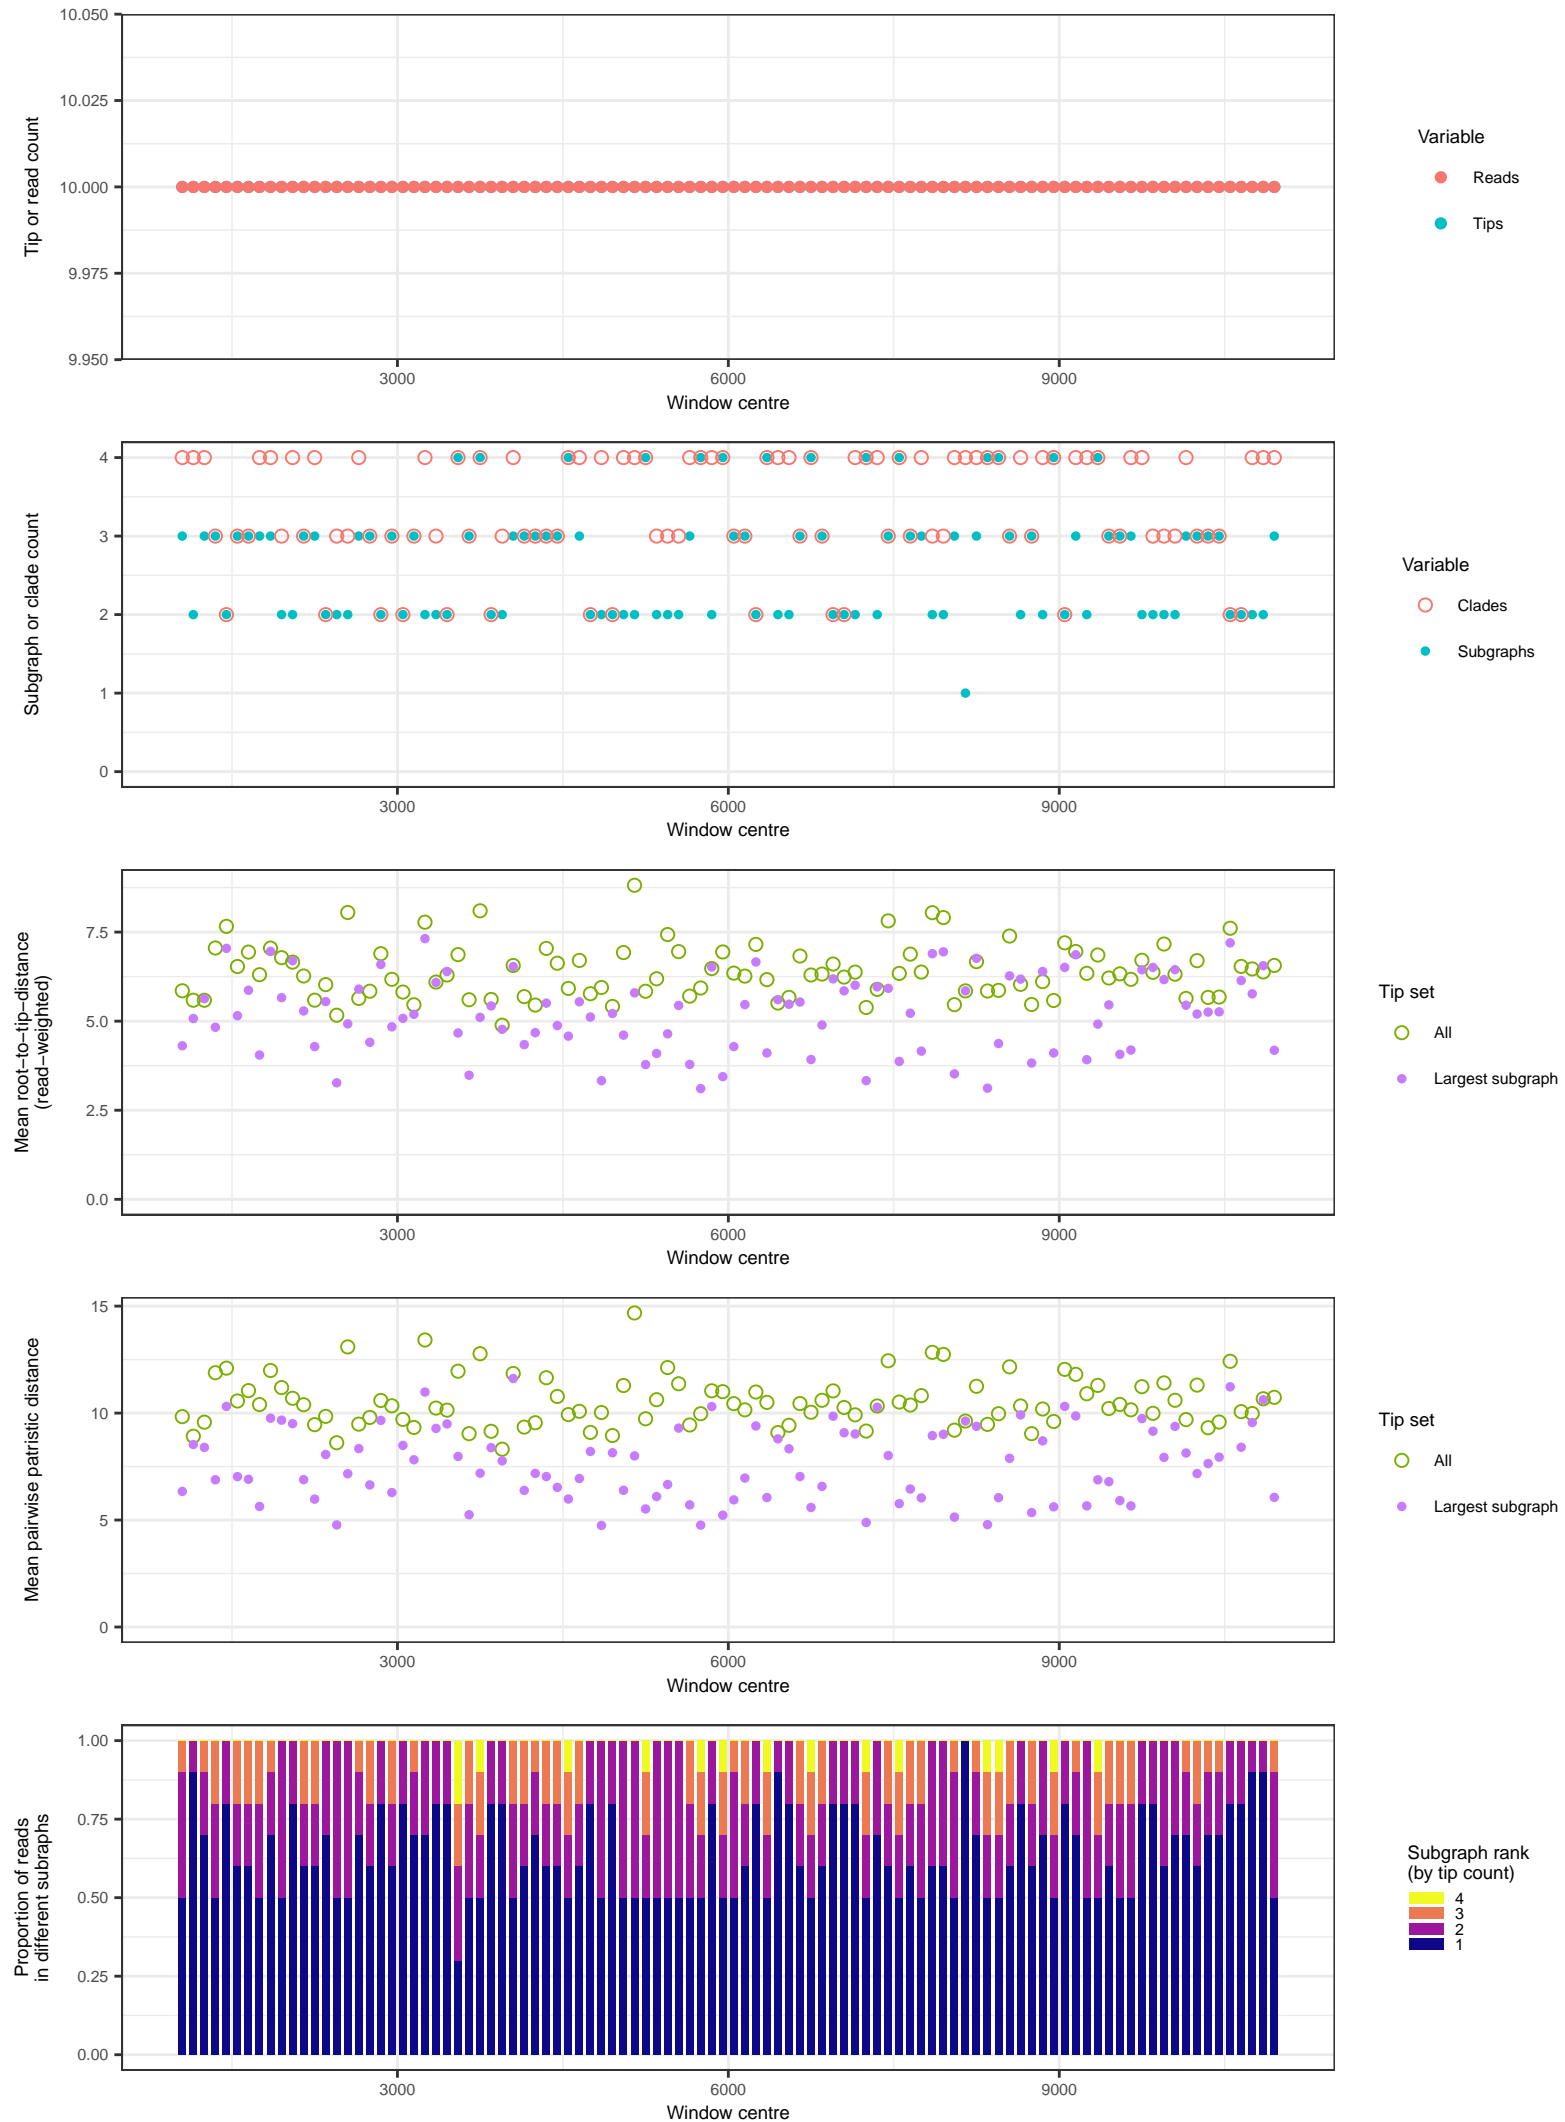 10.050
10.025
10.000
9.975
9.950
Tip or read count
3000
6000
9000
Window centre
Variable
Reads
Tips
4
3
2
1
0
Subgraph or clade count
3000
6000
9000
Window centre
Variable
Clades
Subgraphs
7.5
5.0
2.5
0.0
Mean root−to−tip−distance
(read−weighted)
3000
6000
9000
Window centre
Tip set
All
Largest subgraph
15
10
5
0
Mean pairwise patristic distance
3000
6000
9000
Window centre
Tip set
All
Largest subgraph
1.00
0.75
0.50
0.25
0.00
Proportion of reads
in different subraphs
3000
6000
9000
Window centre
Subgraph rank
(by tip count)
4
3
2
1